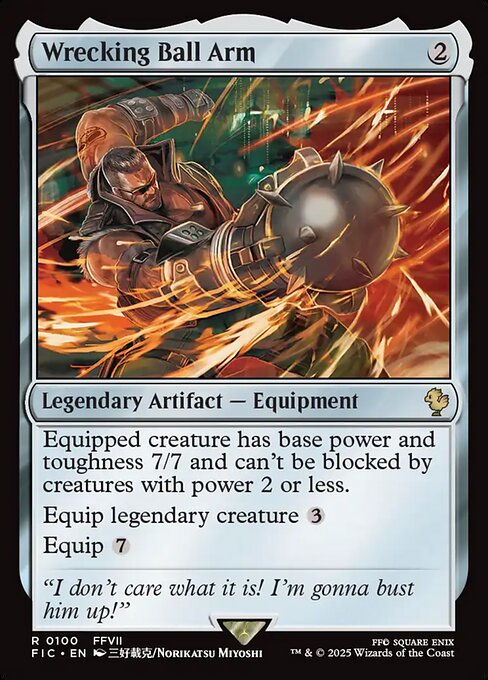 Wrecking Ball Arm 2
Legendary Artifact — Equipment
Equipped creature has base power and
toughness 7/7 and can't be blocked by
creatures with power 2 or less.
Equip legendary creature 3
Equip 7
“I don't care what it is! I'm gonna bust
him up!”
R 0100 FFVII
FIC • EN 三好載克/Norikatsu Miyoshi
FF© SQUARE ENIX
™ & © 2025 Wizards of the Coast